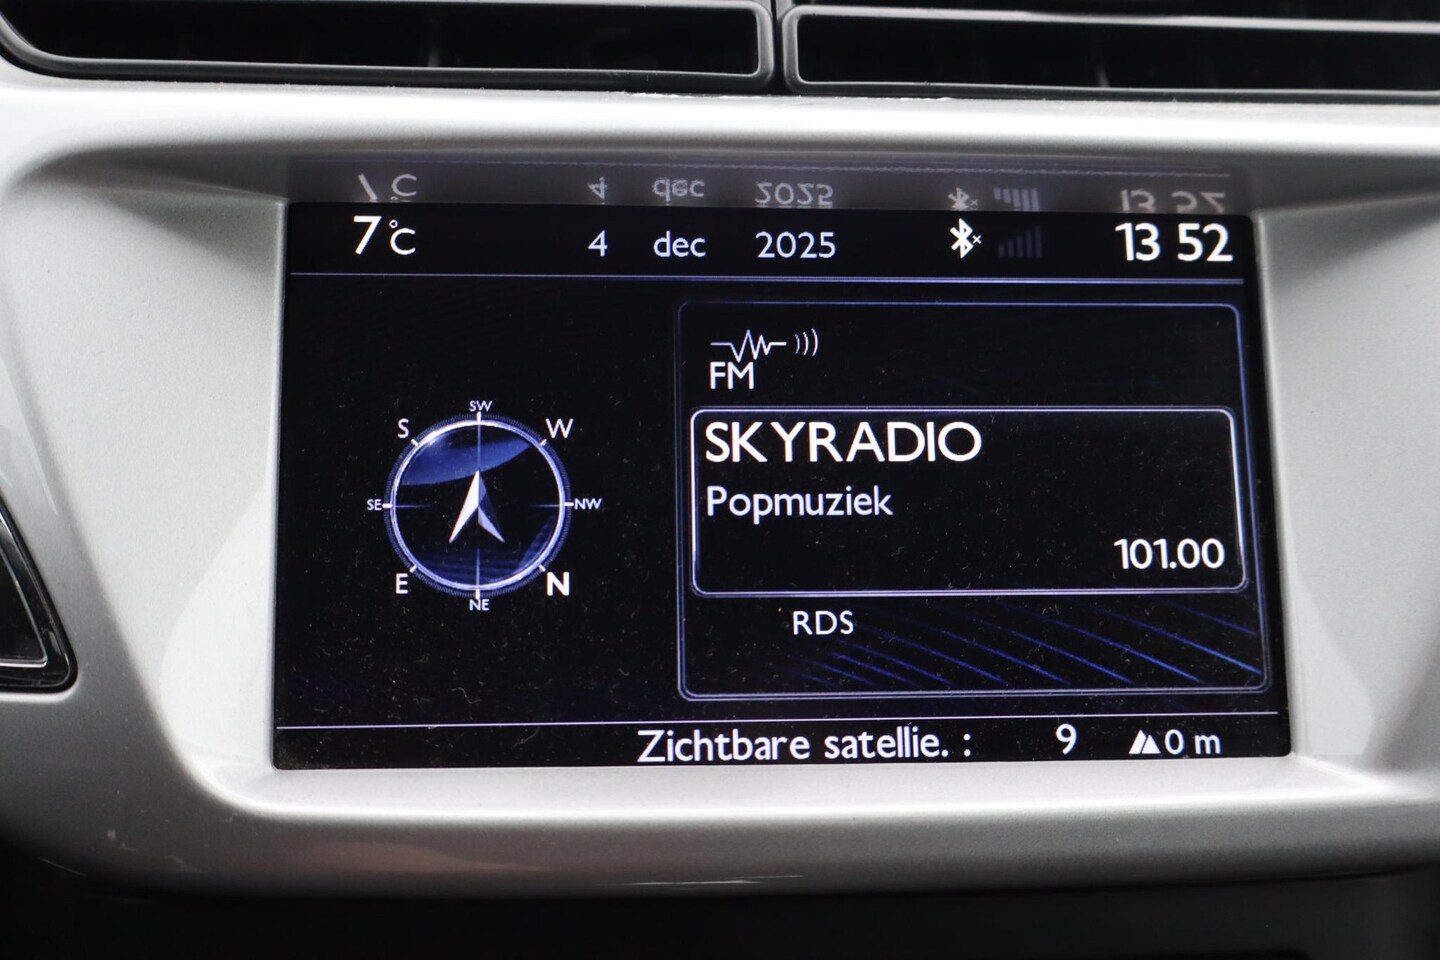 7°C 4 dec 2025 13 52
FM
SKYRADIO
Popmuziek
101.00
RDS
SW
S W
SE NW
E N
NE
Zichtbare satellie. : 9 0 m